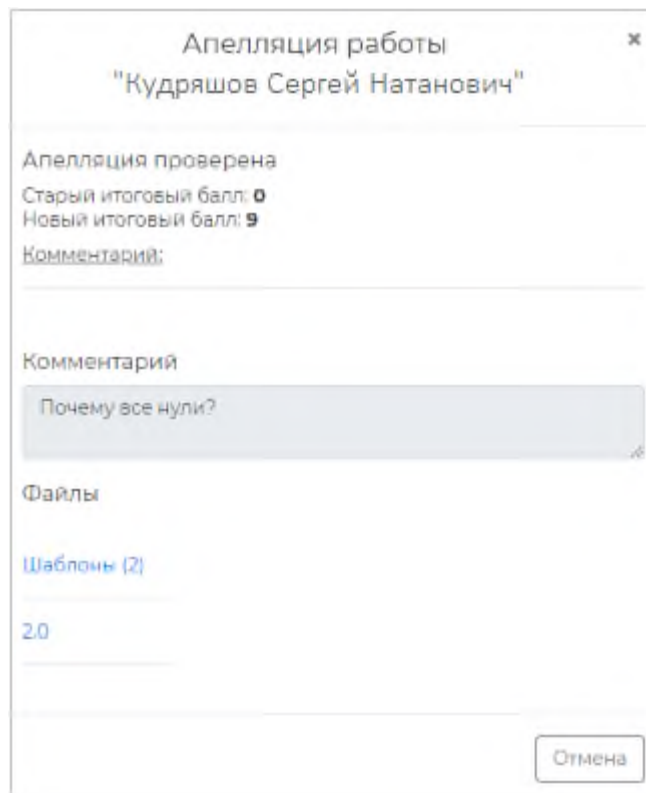 Апелляция работы
"Кудряшов Сергей Натанович"
×
Апелляция проверена
Старый итоговый балл: 0
Новый итоговый балл: 9
Комментарий:
Комментарий
Почему все нули?
Файлы
Шаблоны (2)
2.0
Отмена